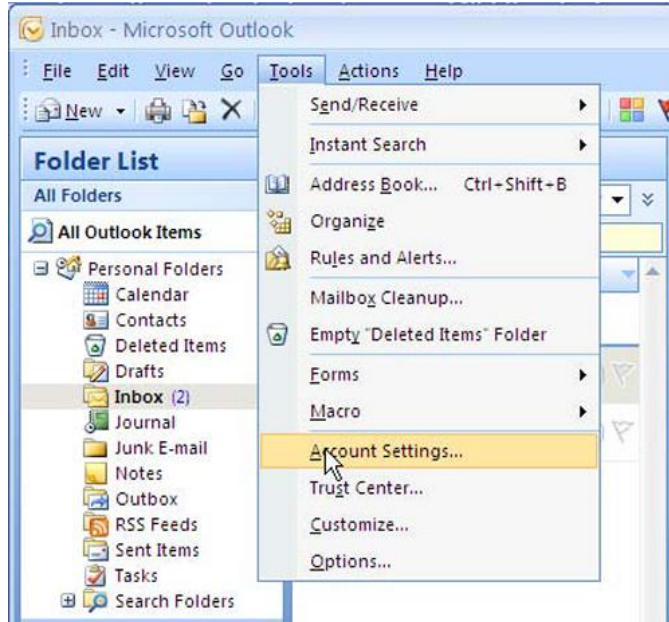 Inbox - Microsoft Outlook
File Edit View Go Tools Actions Help
New
Folder List
All Folders
All Outlook Items
Personal Folders
Calendar
Contacts
Deleted Items
Drafts
Inbox (2)
Journal
Junk E-mail
Notes
Outbox
RSS Feeds
Sent Items
Tasks
Search Folders
Send/Receive
Instant Search
Address Book... Ctrl+Shift+B
Organize
Rules and Alerts...
Mailbox Cleanup...
Empty "Deleted Items" Folder
Forms
Macro
Account Settings...
Trust Center...
Customize...
Options...